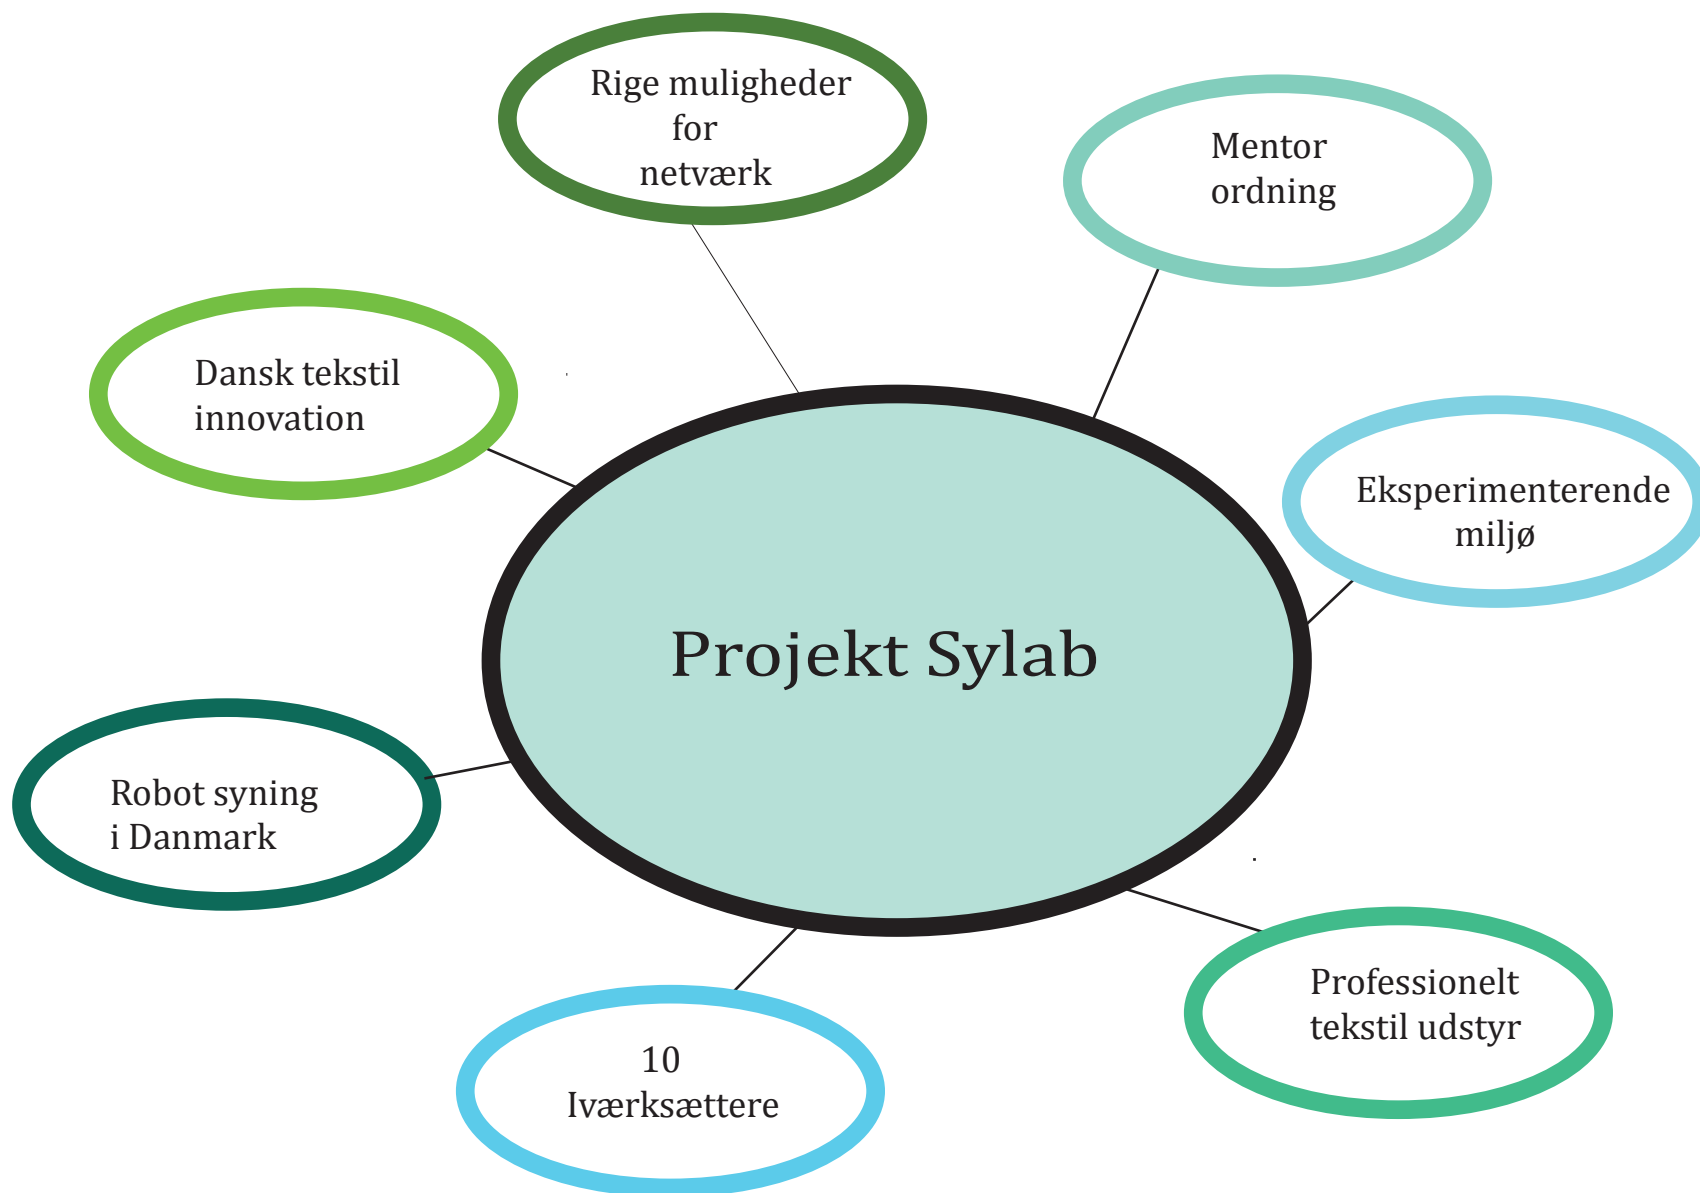 Rige muligheder
for
netværk
Mentor
ordning
Dansk tekstil
innovation
Eksperimenterende
miljø
Projekt Sylab
Robot syning
i Danmark
Professionelt
tekstil udstyr
10
Iværksættere